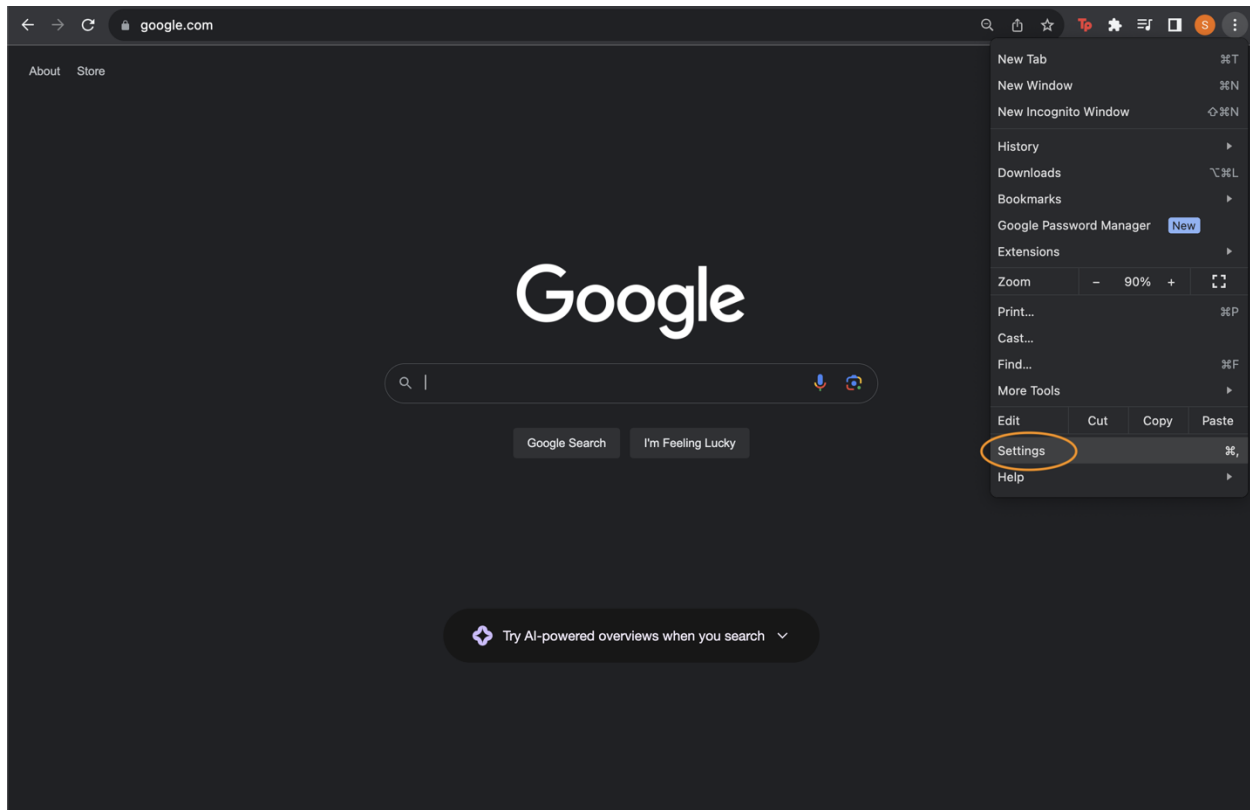 google.com
Tp
S
About Store
New Tab ⌘T
New Window ⌘N
New Incognito Window ⇧⌘N
History
Downloads ⌥⌘L
Bookmarks
Google Password Manager New
Extensions
Zoom – 90% +
Print... ⌘P
Cast...
Find... ⌘F
More Tools
Edit Cut Copy Paste
Settings ⌘,
Help
Google
Google Search I'm Feeling Lucky
Try AI-powered overviews when you search